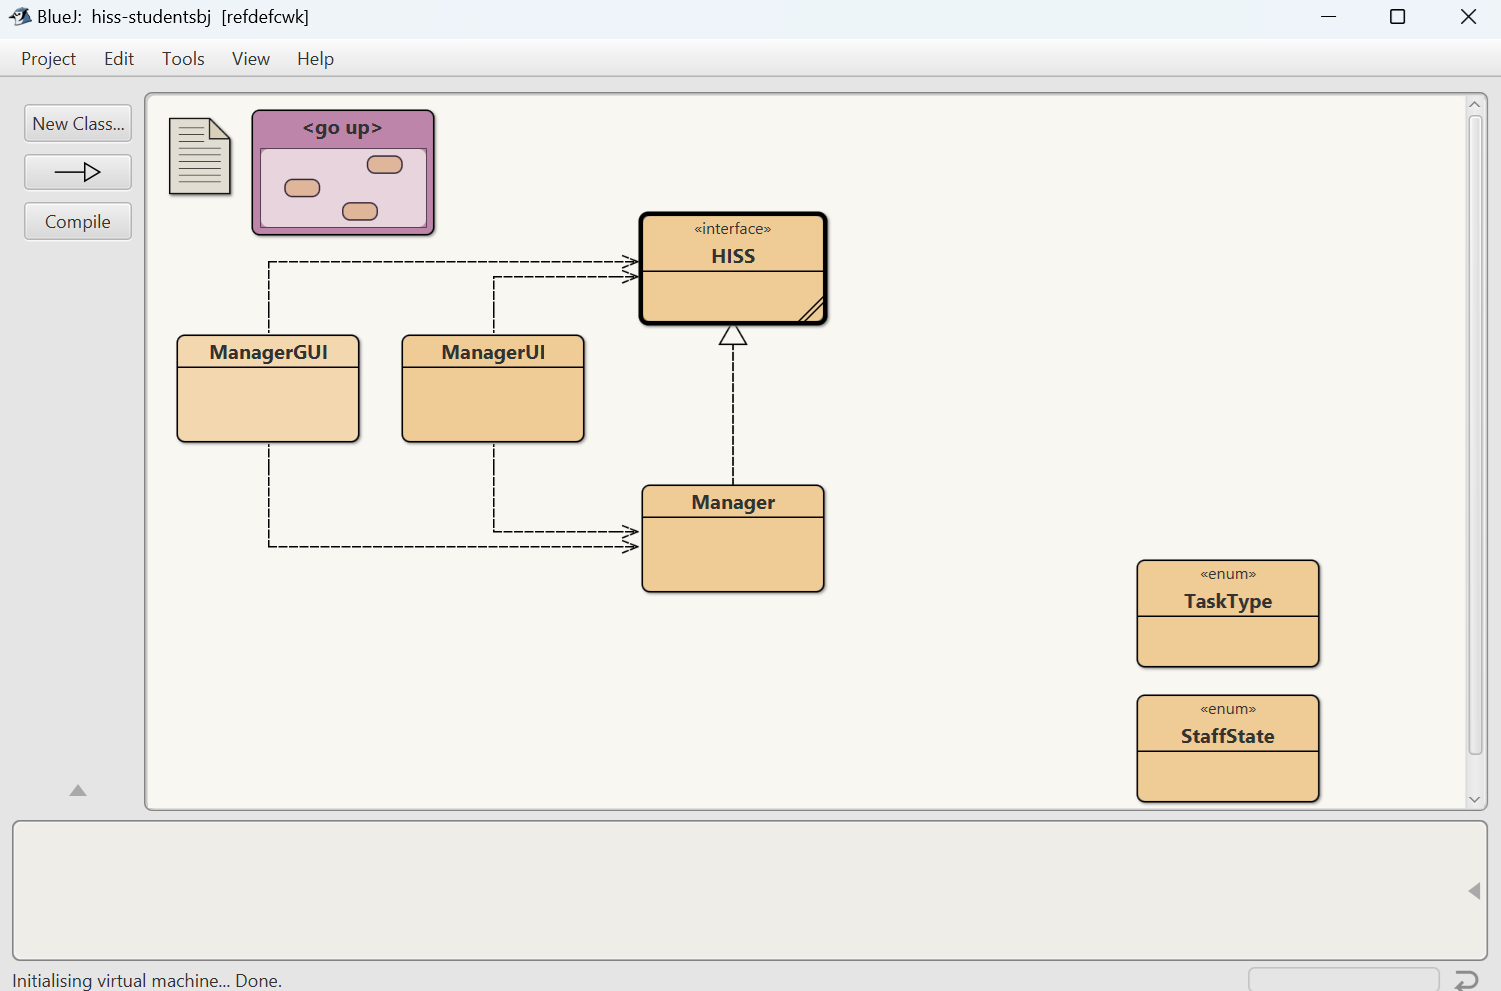 BlueJ: hiss-studentsbj [refdefcwk]
Project Edit Tools View Help
New Class...
Compile
<go up>
«interface»
HISS
ManagerGUI
ManagerUI
Manager
«enum»
TaskType
«enum»
StaffState
Initialising virtual machine... Done.